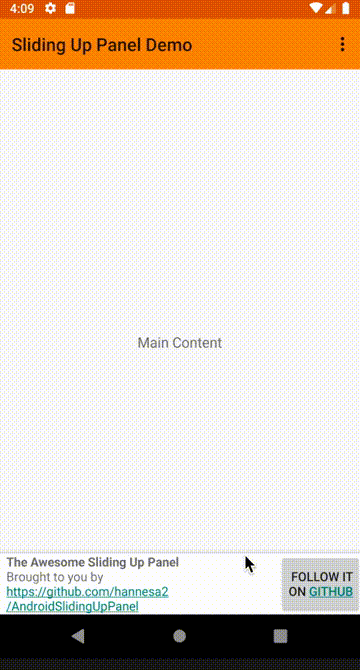 4:09
Sliding Up Panel Demo
Main Content
The Awesome Sliding Up Panel
Brought to you by
https://github.com/hannesa2
/AndroidSlidingUpPanel
FOLLOW IT
ON GITHUB